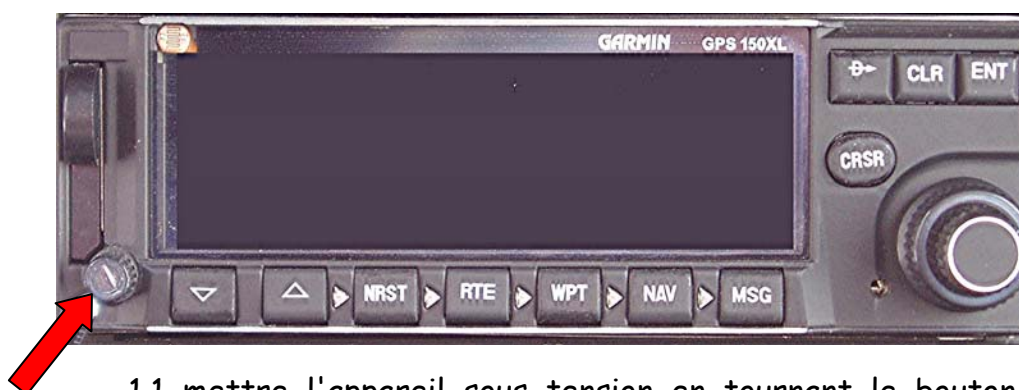 GARMIN GPS 150XL
D CLR ENT
CRSR
NRST RTE WPT NAV MSG
1.1 mettre l'appareil sous tension en tournant le bouton